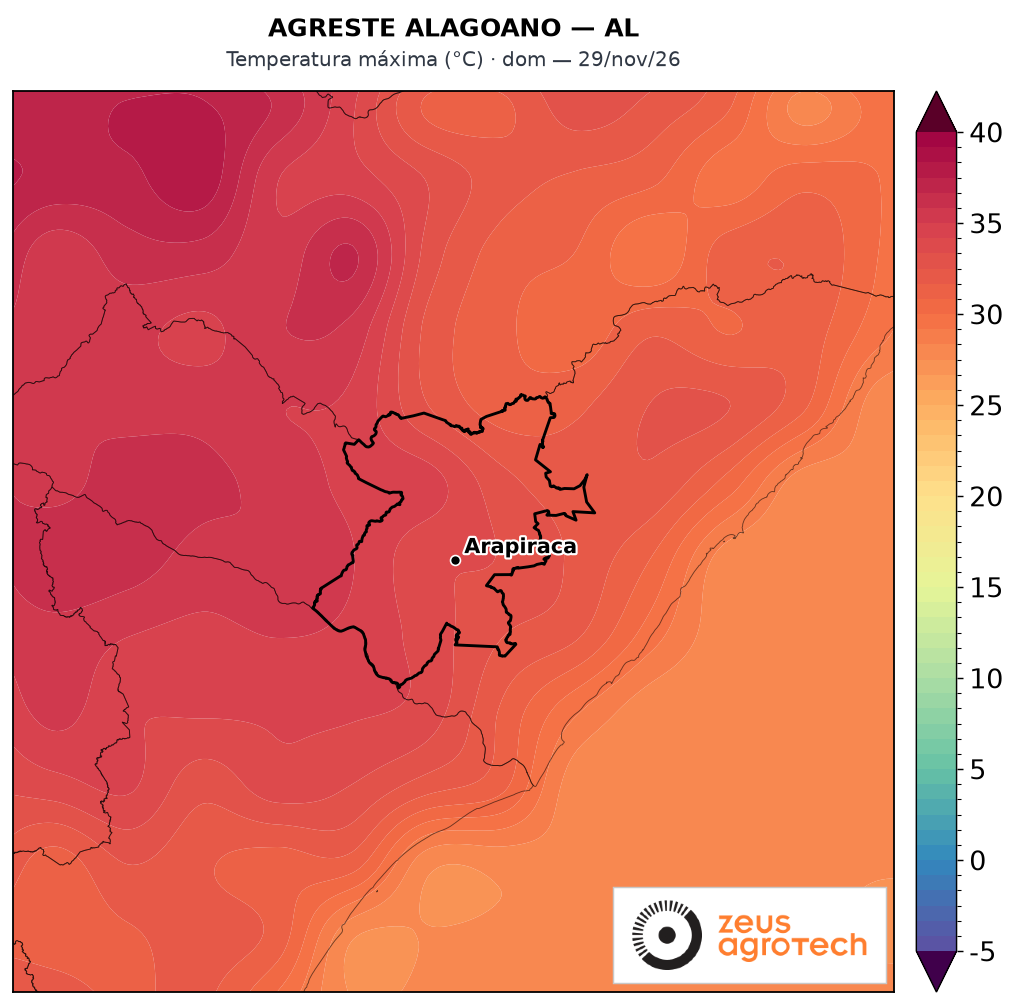 AGRESTE ALAGOANO — AL
Temperatura máxima (°C) · dom — 29/nov/26
40
35
30
25
20
15
10
5
0
-5
Arapiraca
zeus
agrotech